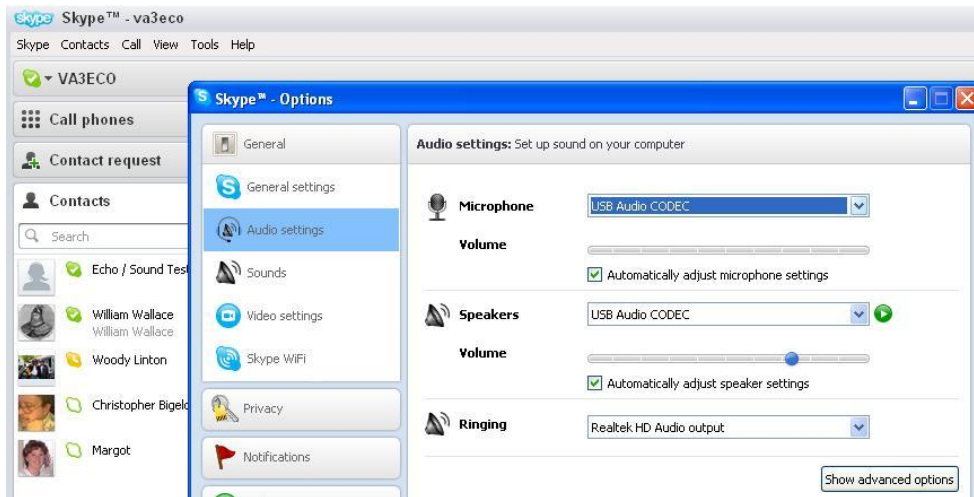 skype Skype™ - va3eco
Skype Contacts Call View Tools Help
VA3ECO
Call phones
Contact request
Contacts
Search
Echo / Sound Test
William Wallace
William Wallace
Woody Linton
Christopher Bigelo
Margot
Skype™ - Options
General
General settings
Audio settings
Sounds
Video settings
Skype WiFi
Privacy
Notifications
Audio settings: Set up sound on your computer
Microphone USB Audio CODEC
Volume
Automatically adjust microphone settings
Speakers USB Audio CODEC
Volume
Automatically adjust speaker settings
Ringing Realtek HD Audio output
Show advanced options